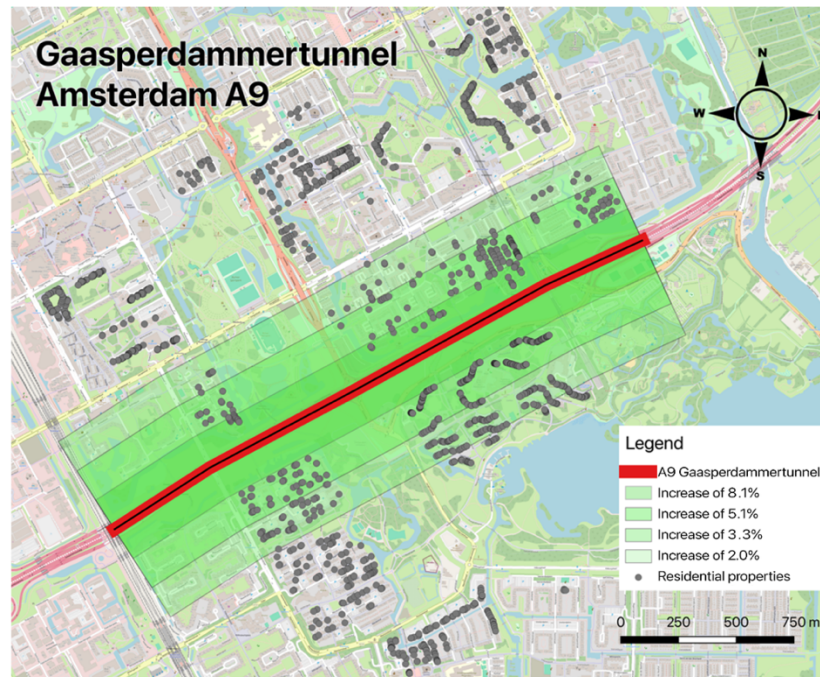 Gaasperdammertunnel
Amsterdam A9
N
W
E
S
Legend
A9 Gaasperdammertunnel
Increase of 8.1%
Increase of 5.1%
Increase of 3.3%
Increase of 2.0%
Residential properties
0 250 500 750 m